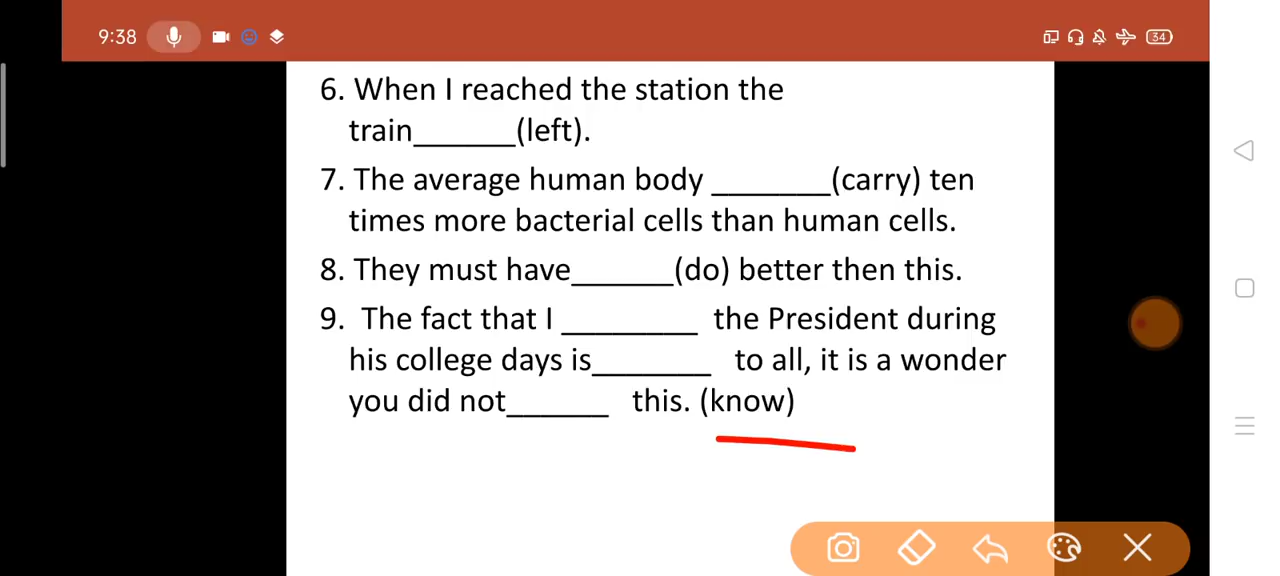 9:38
34
6. When I reached the station the
train______(left).
7. The average human body _______(carry) ten
times more bacterial cells than human cells.
8. They must have______(do) better then this.
9. The fact that I ________ the President during
his college days is_______ to all, it is a wonder
you did not______ this. (know)